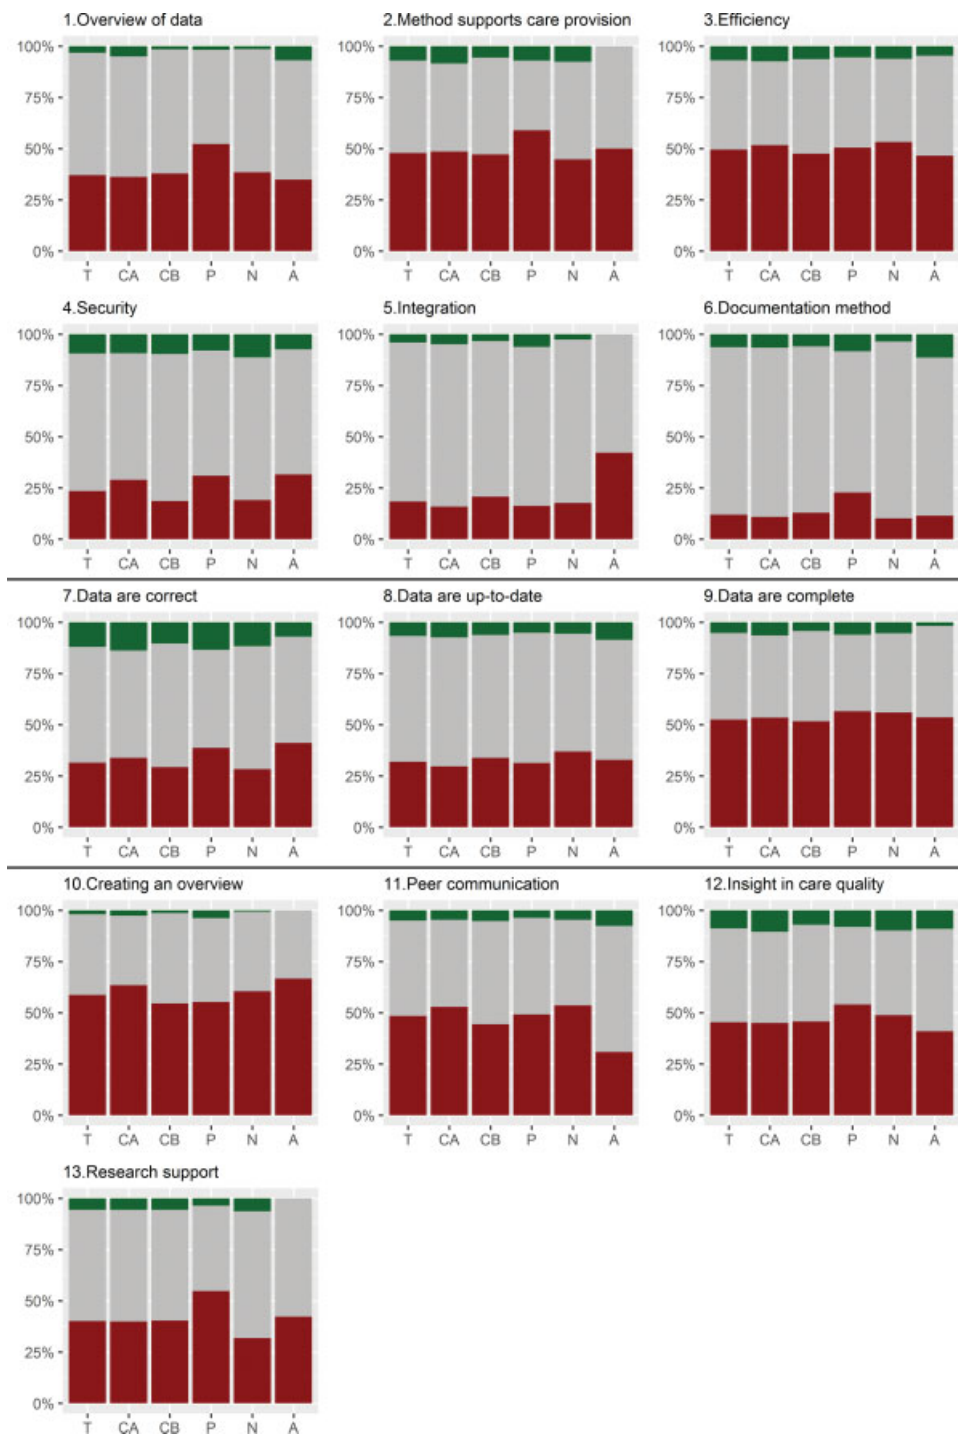 1.Overview of data 2.Method supports care provision 3.Efficiency
100% 100% 100%
75% 75% 75%
50% 50% 50%
25% 25% 25%
0% 0% 0%
T CA CB P N A T CA CB P N A T CA CB P N A
4.Security 5.Integration 6.Documentation method
100% 100% 100%
75% 75% 75%
50% 50% 50%
25% 25% 25%
0% 0% 0%
T CA CB P N A T CA CB P N A T CA CB P N A
7.Data are correct 8.Data are up-to-date 9.Data are complete
100% 100% 100%
75% 75% 75%
50% 50% 50%
25% 25% 25%
0% 0% 0%
T CA CB P N A T CA CB P N A T CA CB P N A
10.Creating an overview 11.Peer communication 12.Insight in care quality
100% 100% 100%
75% 75% 75%
50% 50% 50%
25% 25% 25%
0% 0% 0%
T CA CB P N A T CA CB P N A T CA CB P N A
13.Research support
100%
75%
50%
25%
0%
T CA CB P N A